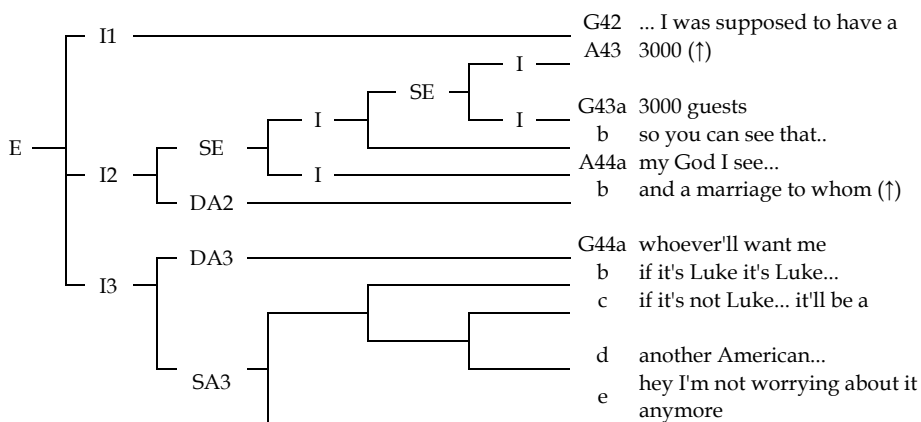 I1 G42 ... I was supposed to have a
A43 3000 (↑)
I
SE
G43a 3000 guests
I I
E b so you can see that..
SE
A44a my God I see...
I2 I
b and a marriage to whom (↑)
DA2
G44a whoever'll want me
DA3
b if it's Luke it's Luke...
I3
c if it's not Luke... it'll be a
d another American...
SA3
e hey I'm not worrying about it
anymore